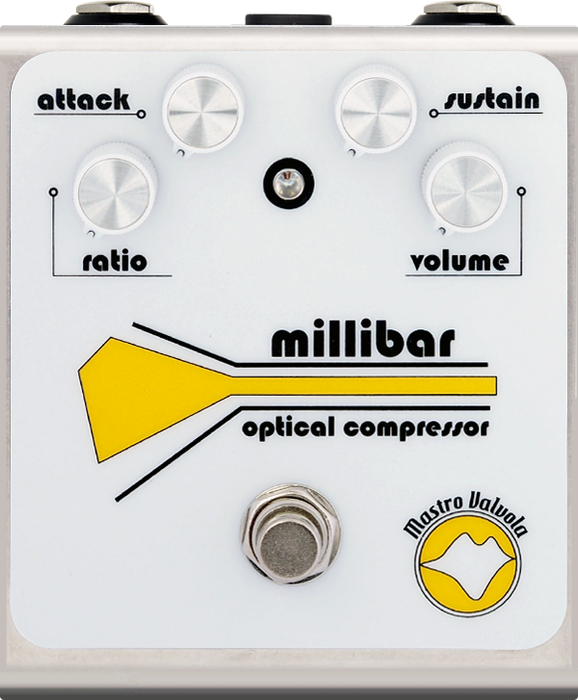 attack
sustain
ratio
volume
millibar
optical compressor
Mastro Valvola